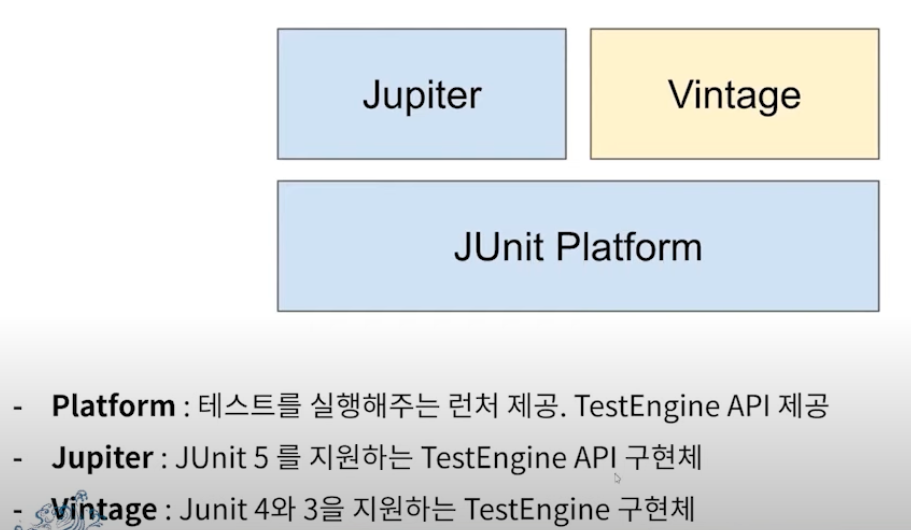 Jupiter Vintage
JUnit Platform
- Platform : 테스트를 실행해주는 런처 제공. TestEngine API 제공
- Jupiter : JUnit 5 를 지원하는 TestEngine API 구현체
- Vintage : Junit 4와 3을 지원하는 TestEngine 구현체